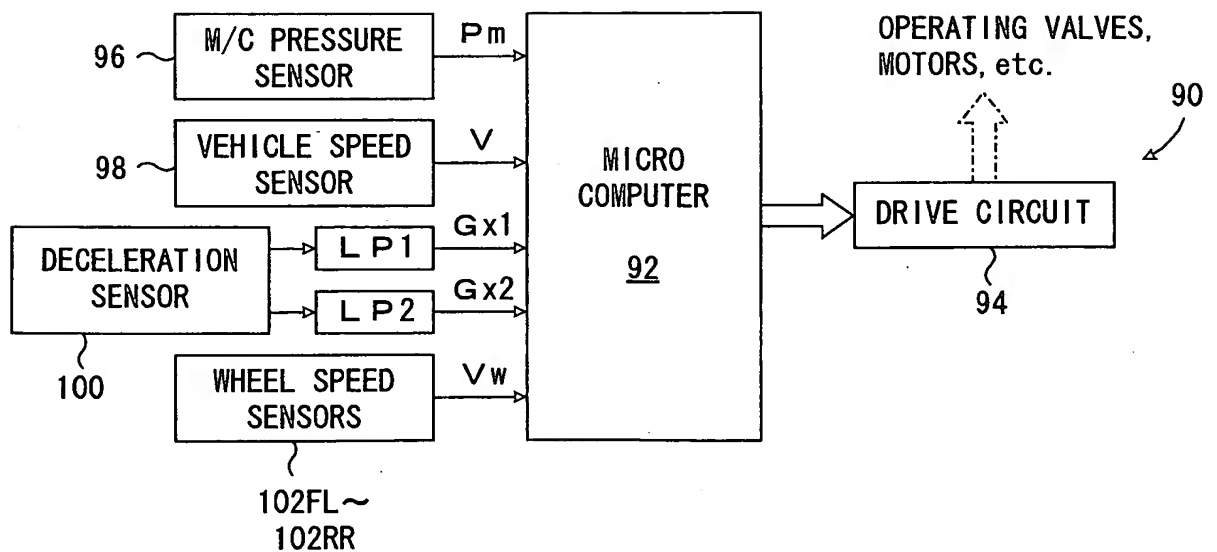 M/C PRESSURE
SENSOR
96
Pm
VEHICLE SPEED
SENSOR
98
V
DECELERATION
SENSOR
100
LP1
Gx1
LP2
Gx2
WHEEL SPEED
SENSORS
Vw
102FL~
102RR
MICRO
COMPUTER
92
OPERATING VALVES,
MOTORS, etc.
90
DRIVE CIRCUIT
94